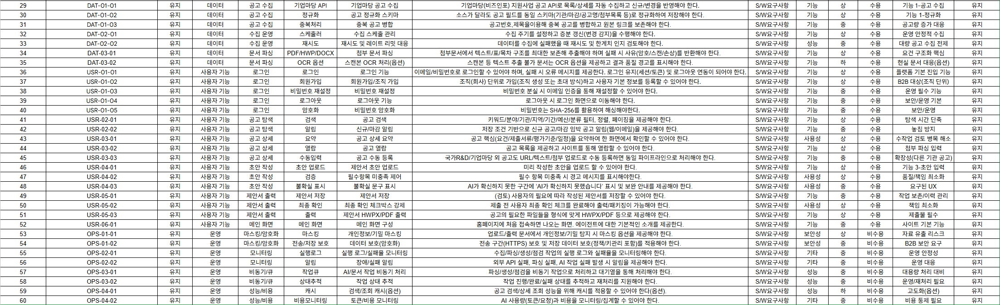 29 DAT-01-01 유지 데이터 공고 수집 기업마당 API 기업마당 공고 수집 기업마당(비즈인포) 지원사업 공고 API로 목록/상세를 자동 수집하고 신규/변경을 반영해야 한다. S/W요구사항 기능 상 수용 기능 1-공고 수집 유지
30 DAT-01-02 유지 데이터 공고 수집 정규화 공고 정규화 스키마 소스가 달라도 공고 필드를 동일 스키마(기관/마감/공고명/첨부목록 등)로 정규화하여 저장해야 한다. S/W요구사항 기능 상 수용 기능 1-정규화 유지
31 DAT-01-03 유지 데이터 공고 수집 중복처리 중복 공고 병합 공고번호,제목을이용해 중복 공고를 병합하고 원본 링크를 보존해야 한다. S/W요구사항 기능 중 수용 공고량 증가 대응 유지
32 DAT-02-01 유지 데이터 수집 운영 스케줄러 수집 스케줄 관리 수집 주기를 설정하고 증분 갱신(변경 감지)을 수행해야 한다. S/W요구사항 기능 상 수용 운영 안정적 수집 유지
33 DAT-02-02 유지 데이터 수집 운영 재시도 재시도 및 레이트 리밋 대응 데이터를 수집에 실패했을 때 재시도 및 한계치 인지 검토해야 한다. S/W요구사항 성능 중 수용 대량 공고 수집 전제 유지
34 DAT-03-01 유지 데이터 문서 파싱 PDF/HWP/DOCX 첨부 문서 파싱 첨부문서에서 텍스트/표/목차 구조를 최대한 보존해 추출해야 하며 실패 시 사유(암호/스캔/손상)를 반환해야 한다. S/W요구사항 기능 상 수용 요건 구조화 핵심 유지
35 DAT-03-02 유지 데이터 문서 파싱 OCR 옵션 스캔본 OCR 처리(옵션) 스캔본 등 텍스트 추출 불가 문서는 OCR 옵션을 제공하고 결과 품질 경고를 표시해야 한다. S/W요구사항 기능 하 수용 현실 문서 대응(옵션) 유지
36 USR-01-01 유지 사용자 기능 로그인 로그인 로그인 기능 이메일/비밀번호로 로그인할 수 있어야 하며, 실패 시 오류 메시지를 제공한다. 로그인 유지(세션/토큰) 및 로그아웃 연동이 되어야 한다. S/W요구사항 기능 상 수용 플랫폼 기본 진입 기능 유지
37 USR-01-02 유지 사용자 기능 로그인 회원가입 회원가입/조직 가입 조직(회사) 단위로 가입(조직 생성 또는 초대 방식)하고 사용자 기본 정보를 등록할 수 있어야 한다. S/W요구사항 기능 상 수용 B2B 대상(조직 단위) 유지
38 USR-01-03 유지 사용자 기능 로그인 비밀번호 재설정 비밀번호 재설정 비밀번호 분실 시 이메일 인증을 통해 재설정할 수 있어야 한다. S/W요구사항 기능 중 수용 운영 필수 기능 유지
39 USR-01-04 유지 사용자 기능 로그인 로그아웃 로그아웃 기능 로그아웃 시 로그인 화면으로 이동해야 한다. S/W요구사항 기능 중 수용 보안/운영 기본 유지
40 USR-01-05 유지 사용자 기능 로그인 암호화 비밀번호 암호화 비밀번호는 SHA-256를 활용하여 해싱해야한다. S/W요구사항 기능 중 수용 보안/운영 유지
41 USR-02-01 유지 사용자 기능 공고 탐색 검색 공고 검색 키워드/분야/기관/지역/기간/예산/분류 필터, 정렬, 페이징을 제공해야 한다. S/W요구사항 기능 상 수용 탐색 시간 단축 유지
42 USR-02-02 유지 사용자 기능 공고 탐색 알림 신규/마감 알림 저장 조건 기반으로 신규 공고/마감 임박 공고 알림(웹/이메일)을 제공해야 한다. S/W요구사항 기능 중 수용 놓침 방지 유지
43 USR-03-01 유지 사용자 기능 공고 상세 요약 공고 상세 요약 공고 핵심(요건/제출서류/평가기준/일정)을 요약하여 한 화면에서 확인할 수 있어야 한다. S/W요구사항 사용성 상 수용 수작업 검토 병목 해소 유지
44 USR-03-02 유지 사용자 기능 공고 상세 열람 공고 열람 공고 목록을 제공하고 사이트를 통해 열람할 수 있어야 한다. S/W요구사항 기능 상 수용 첨부 파싱 입력 유지
45 USR-03-03 유지 사용자 기능 공고 상세 수동입력 공고 수동 등록 국가R&D/기업마당 외 공고도 URL/텍스트/첨부 업로드로 수동 등록하면 동일 파이프라인으로 처리해야 한다. S/W요구사항 기능 중 수용 확장성(다른 기관 공고) 유지
46 USR-04-01 유지 사용자 기능 초안 작성 초안 업로드 제안서 초안 업로드 미리 작성한 초안을 업로드 할 수 있어야 한다. S/W요구사항 기능 상 수용 기능 3-초안 입력 유지
47 USR-04-02 유지 사용자 기능 초안 작성 검증 필수항목 미충족 제어 필수 항목 미충족 시 경고 메시지를 표시해야한다. S/W요구사항 사용성 상 수용 품질/책임 최소화 유지
48 USR-04-03 유지 사용자 기능 초안 작성 불확실 표시 불확실 문구 표시 AI가 확신하지 못한 구간에 ‘AI가 확신하지 못했습니다’ 표시 및 보완 안내를 제공해야 한다. S/W요구사항 사용성 중 수용 요구된 UX 유지
49 USR-05-01 유지 사용자 기능 제안서 출력 제안서 저장 제안서 저장 (검토) 사용자의 필요에 따라 작성된 제안서를 저장할 수 있어야 한다. S/W요구사항 기능 중 수용 작업 보존/이력 관리 유지
50 USR-05-02 유지 사용자 기능 제안서 출력 최종 확인 최종 확인 체크박스 강제 제출 전 사용자 최종 확인 체크를 완료해야 출력/패키징이 가능해야 한다. S/W요구사항 사용성 상 수용 책임 최소화 유지
51 USR-05-03 유지 사용자 기능 제안서 출력 출력 제안서 HWPX/PDF 출력 공고의 필요한 파일들을 형식에 맞게 HWPX/PDF 등으로 제공해야 한다. S/W요구사항 기능 상 수용 제출물 필수 유지
52 USR-06-01 유지 사용자 기능 메인 화면 메인 화면 메인 화면 구성 홈페이지에 처음 접속하면 나오는 화면. 에이전트에 대한 기본적인 소개를 제공한다. S/W요구사항 기능 중 수용 사이트 기본 기능 유지
53 OPS-01-01 유지 운영 마스킹/암호화 마스킹 개인정보/기밀 마스킹 업로드/출력 문서에서 개인정보/기밀 탐지 시 마스킹 옵션을 제공해야 한다. S/W요구사항 보안성 상 비수용 자료 유출 리스크 유지
54 OPS-01-02 유지 운영 마스킹/암호화 전송/저장 보호 데이터 보호(암호화) 전송 구간(HTTPS) 보호 및 저장 데이터 보호(정책/키관리 포함)를 적용해야 한다. S/W요구사항 보안성 중 비수용 B2B 보안 요구 유지
55 OPS-02-01 유지 운영 모니터링 실행로그 실행 로그/실패율 모니터링 수집/파싱/생성/점검 작업의 실행 로그와 실패율을 모니터링해야 한다. S/W요구사항 기타 중 비수용 운영 안정성 유지
56 OPS-02-02 유지 운영 모니터링 알림 장애/실패 알림 외부 API 실패, 파싱 실패, AI 작업 실패 발생 시 알림을 제공해야 한다. S/W요구사항 기타 중 비수용 운영 대응 유지
57 OPS-03-01 유지 운영 비동기/큐 작업큐 AI/문서 작업 비동기 처리 파싱/생성/점검을 비동기 작업으로 처리하고 대기열을 통해 처리해야 한다. S/W요구사항 성능 중 비수용 대용량 처리 대비 유지
58 OPS-03-02 유지 운영 비동기/큐 상태추적 작업 상태 추적 작업 진행/완료/실패 상태를 추적하고 재처리를 지원해야 한다. S/W요구사항 성능 중 비수용 운영/재처리 필요 유지
59 OPS-04-01 유지 운영 성능/비용 캐시 검색/조회 캐시(옵션) 공고 검색/상세 조회 성능을 위해 캐시를 적용할 수 있어야 한다(옵션). S/W요구사항 성능 하 비수용 고도화(옵션) 유지
60 OPS-04-02 유지 운영 성능/비용 비용모니터링 토큰/비용 모니터링 AI 사용량(토큰/요청)과 비용을 모니터링/집계할 수 있어야 한다. S/W요구사항 기타 중 비수용 비용 통제 필요 유지